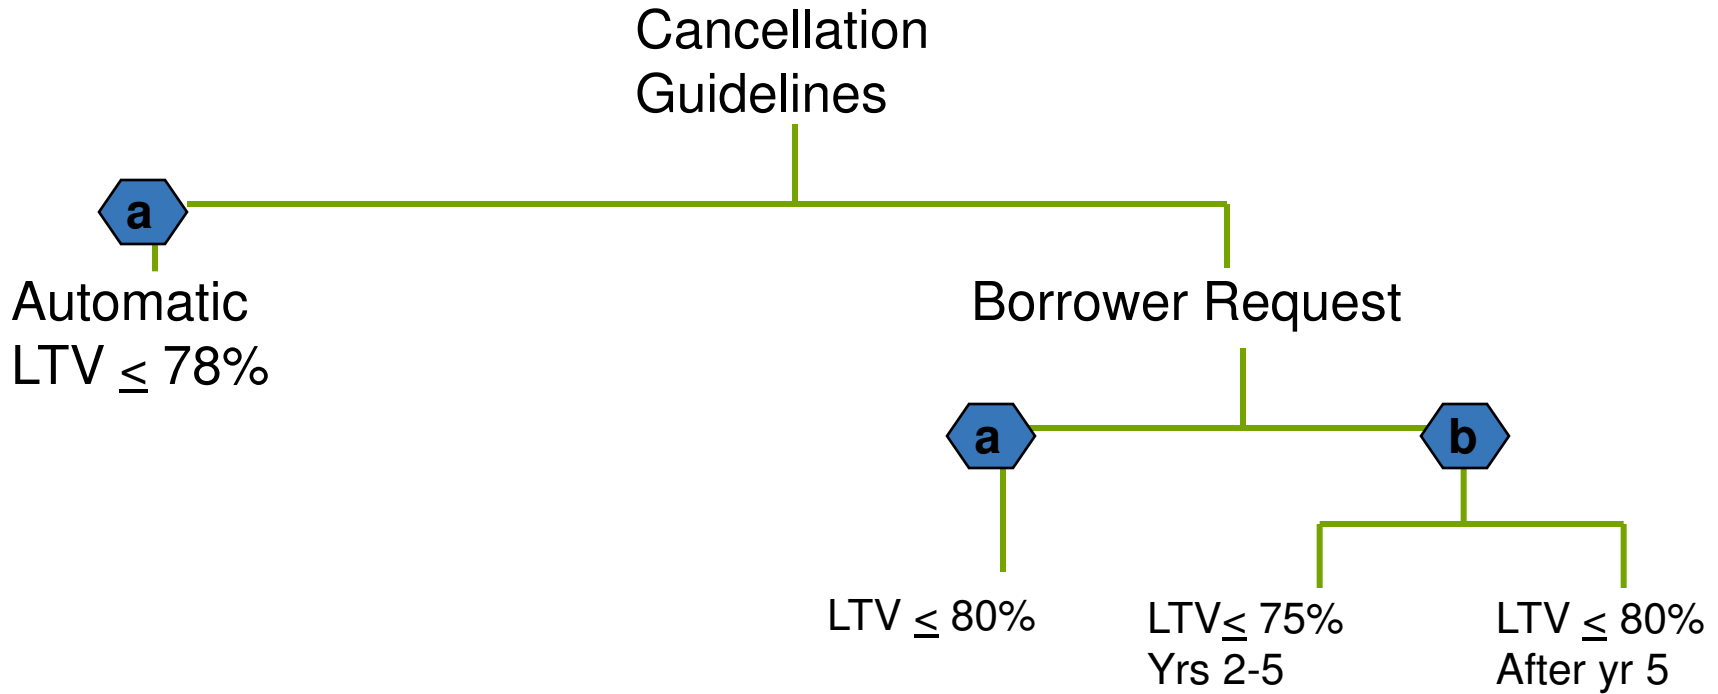 Cancellation
Guidelines
a
Automatic
LTV ≤ 78%
Borrower Request
a
b
LTV ≤ 80%
LTV≤ 75%
Yrs 2-5
LTV ≤ 80%
After yr 5